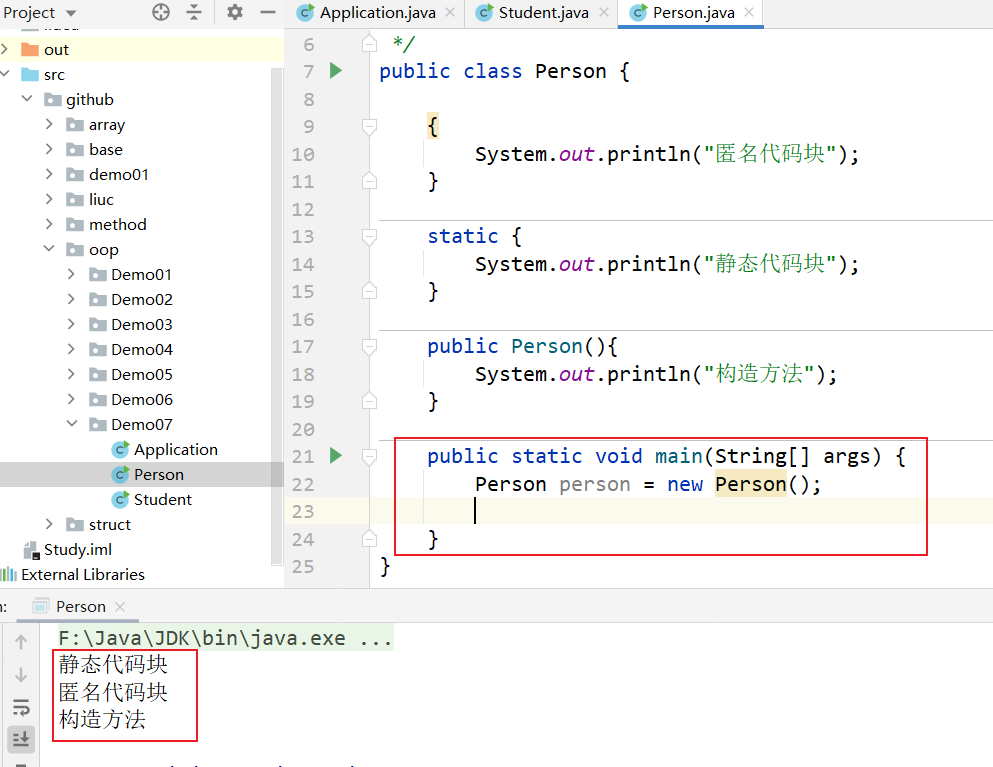 Project
Application.java
Student.java
Person.java
out
src
github
array
base
demo01
liuc
method
oop
Demo01
Demo02
Demo03
Demo04
Demo05
Demo06
Demo07
Application
Person
Student
struct
Study.iml
External Libraries
6 */
7 public class Person {
8
9 {
10 System.out.println("匿名代码块");
11 }
12
13 static {
14 System.out.println("静态代码块");
15 }
16
17 public Person(){
18 System.out.println("构造方法");
19 }
20
21 public static void main(String[] args) {
22 Person person = new Person();
23
24 }
25 }
Person
F:\Java\JDK\bin\java.exe ...
静态代码块
匿名代码块
构造方法